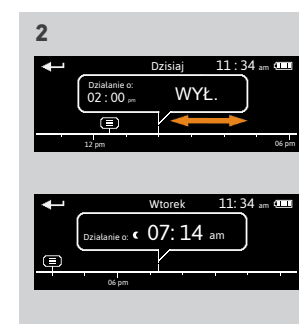 2
Dzisiaj 11 : 34 am
Działanie o:
02 : 00 pm WYŁ.
12 pm 06 pm
Wtorek 11: 34 am
Działanie o: 07: 14 am
06 pm